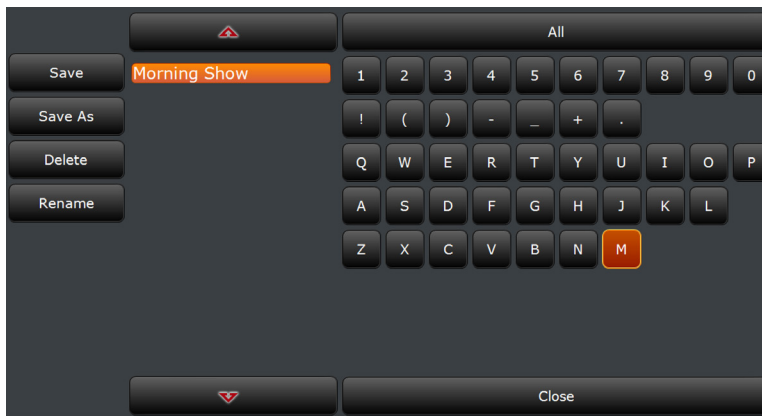 All
Save
Save As
Delete
Rename
Morning Show
1 2 3 4 5 6 7 8 9 0
! ( ) - _ + .
Q W E R T Y U I O P
A S D F G H J K L
Z X C V B N M
Close